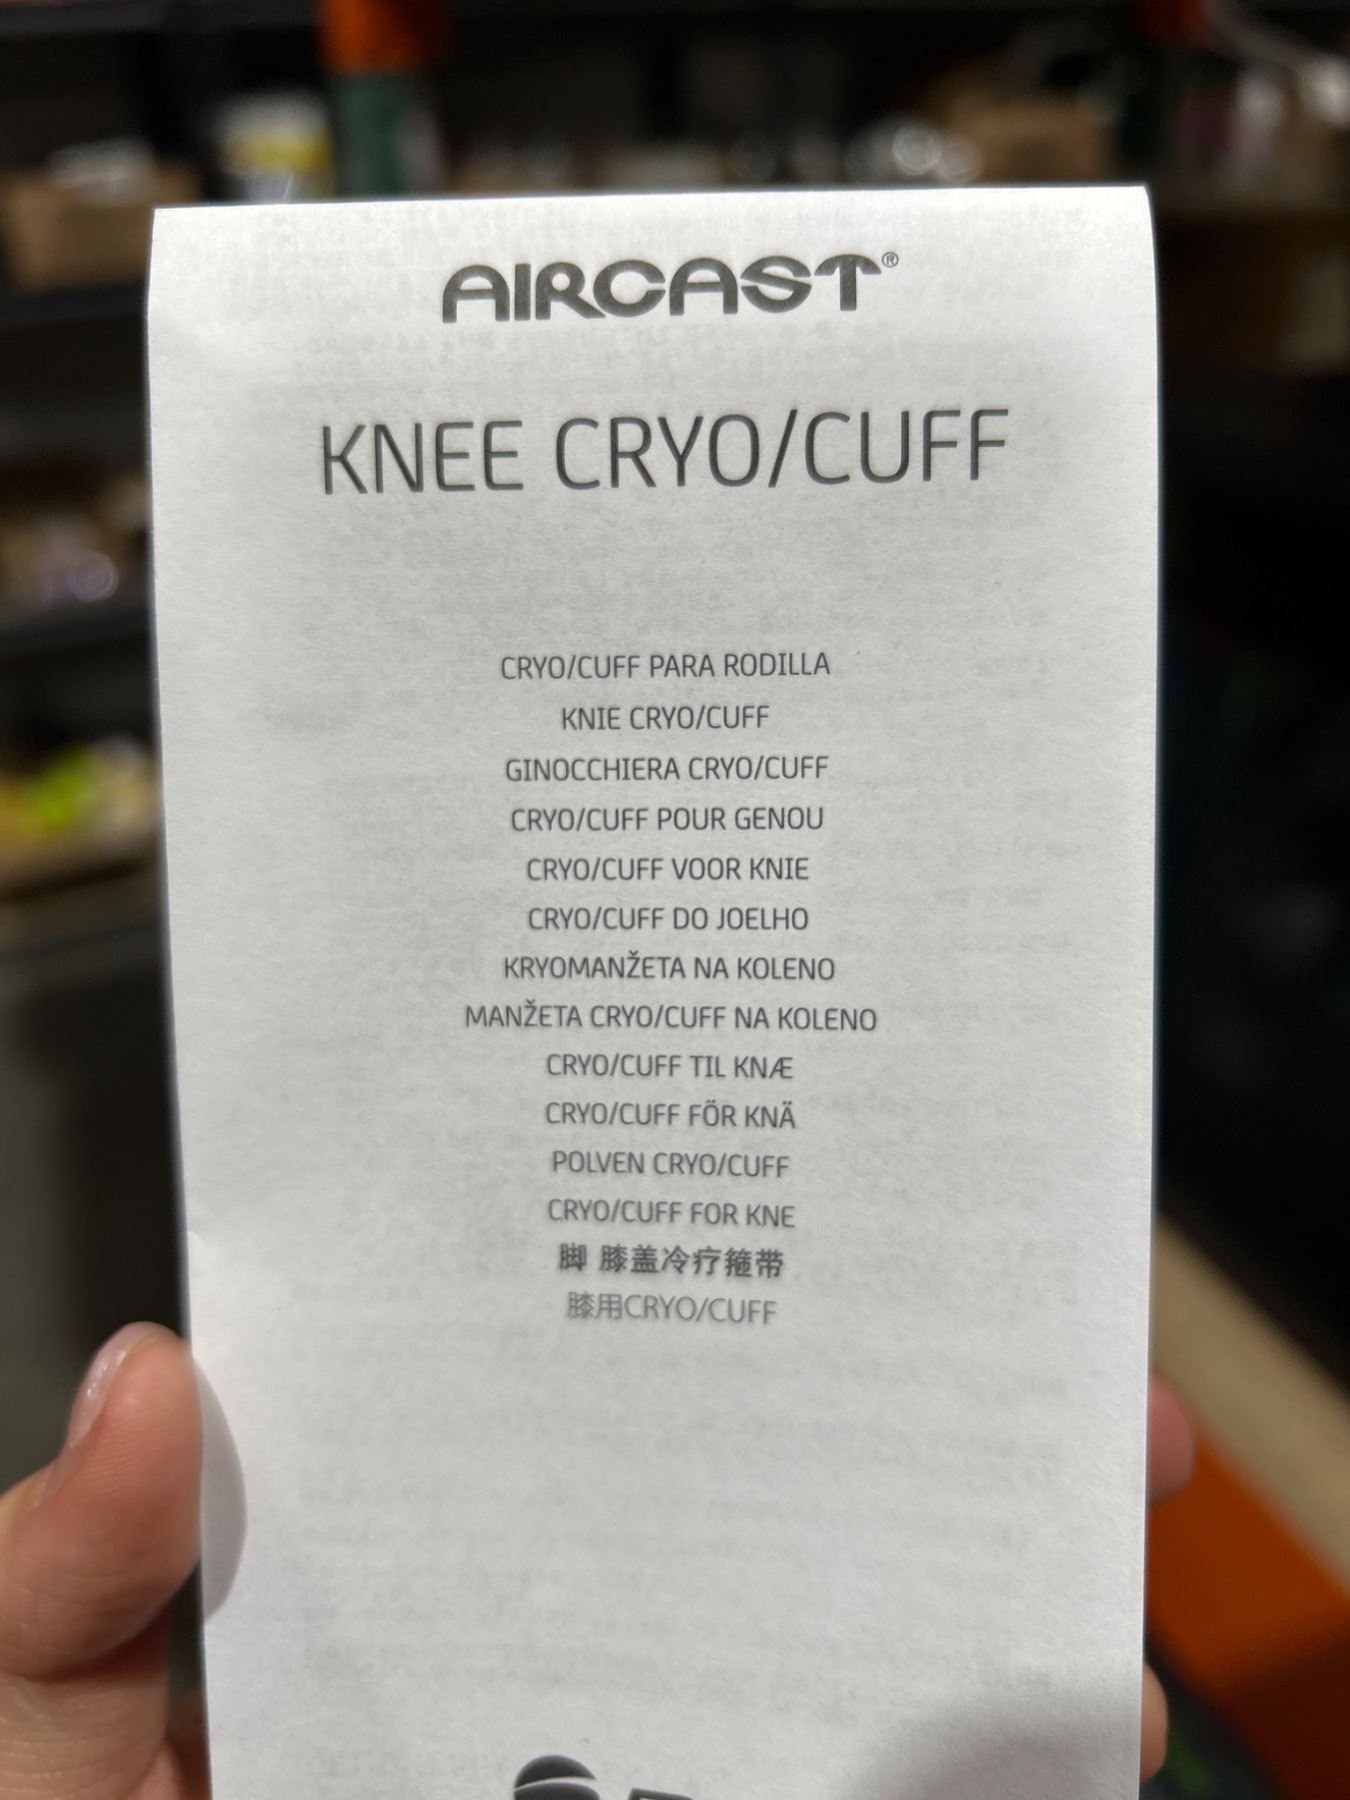 AIRCAST®
KNEE CRYO/CUFF
CRYO/CUFF PARA RODILLA
KNIE CRYO/CUFF
GINOCCHIERA CRYO/CUFF
CRYO/CUFF POUR GENOU
CRYO/CUFF VOOR KNIE
CRYO/CUFF DO JOELHO
KRYOMANŽETA NA KOLENO
MANŽETA CRYO/CUFF NA KOLENO
CRYO/CUFF TIL KNÆ
CRYO/CUFF FÖR KNÄ
POLVEN CRYO/CUFF
CRYO/CUFF FOR KNE
脚 膝盖冷疗箍带
膝用CRYO/CUFF